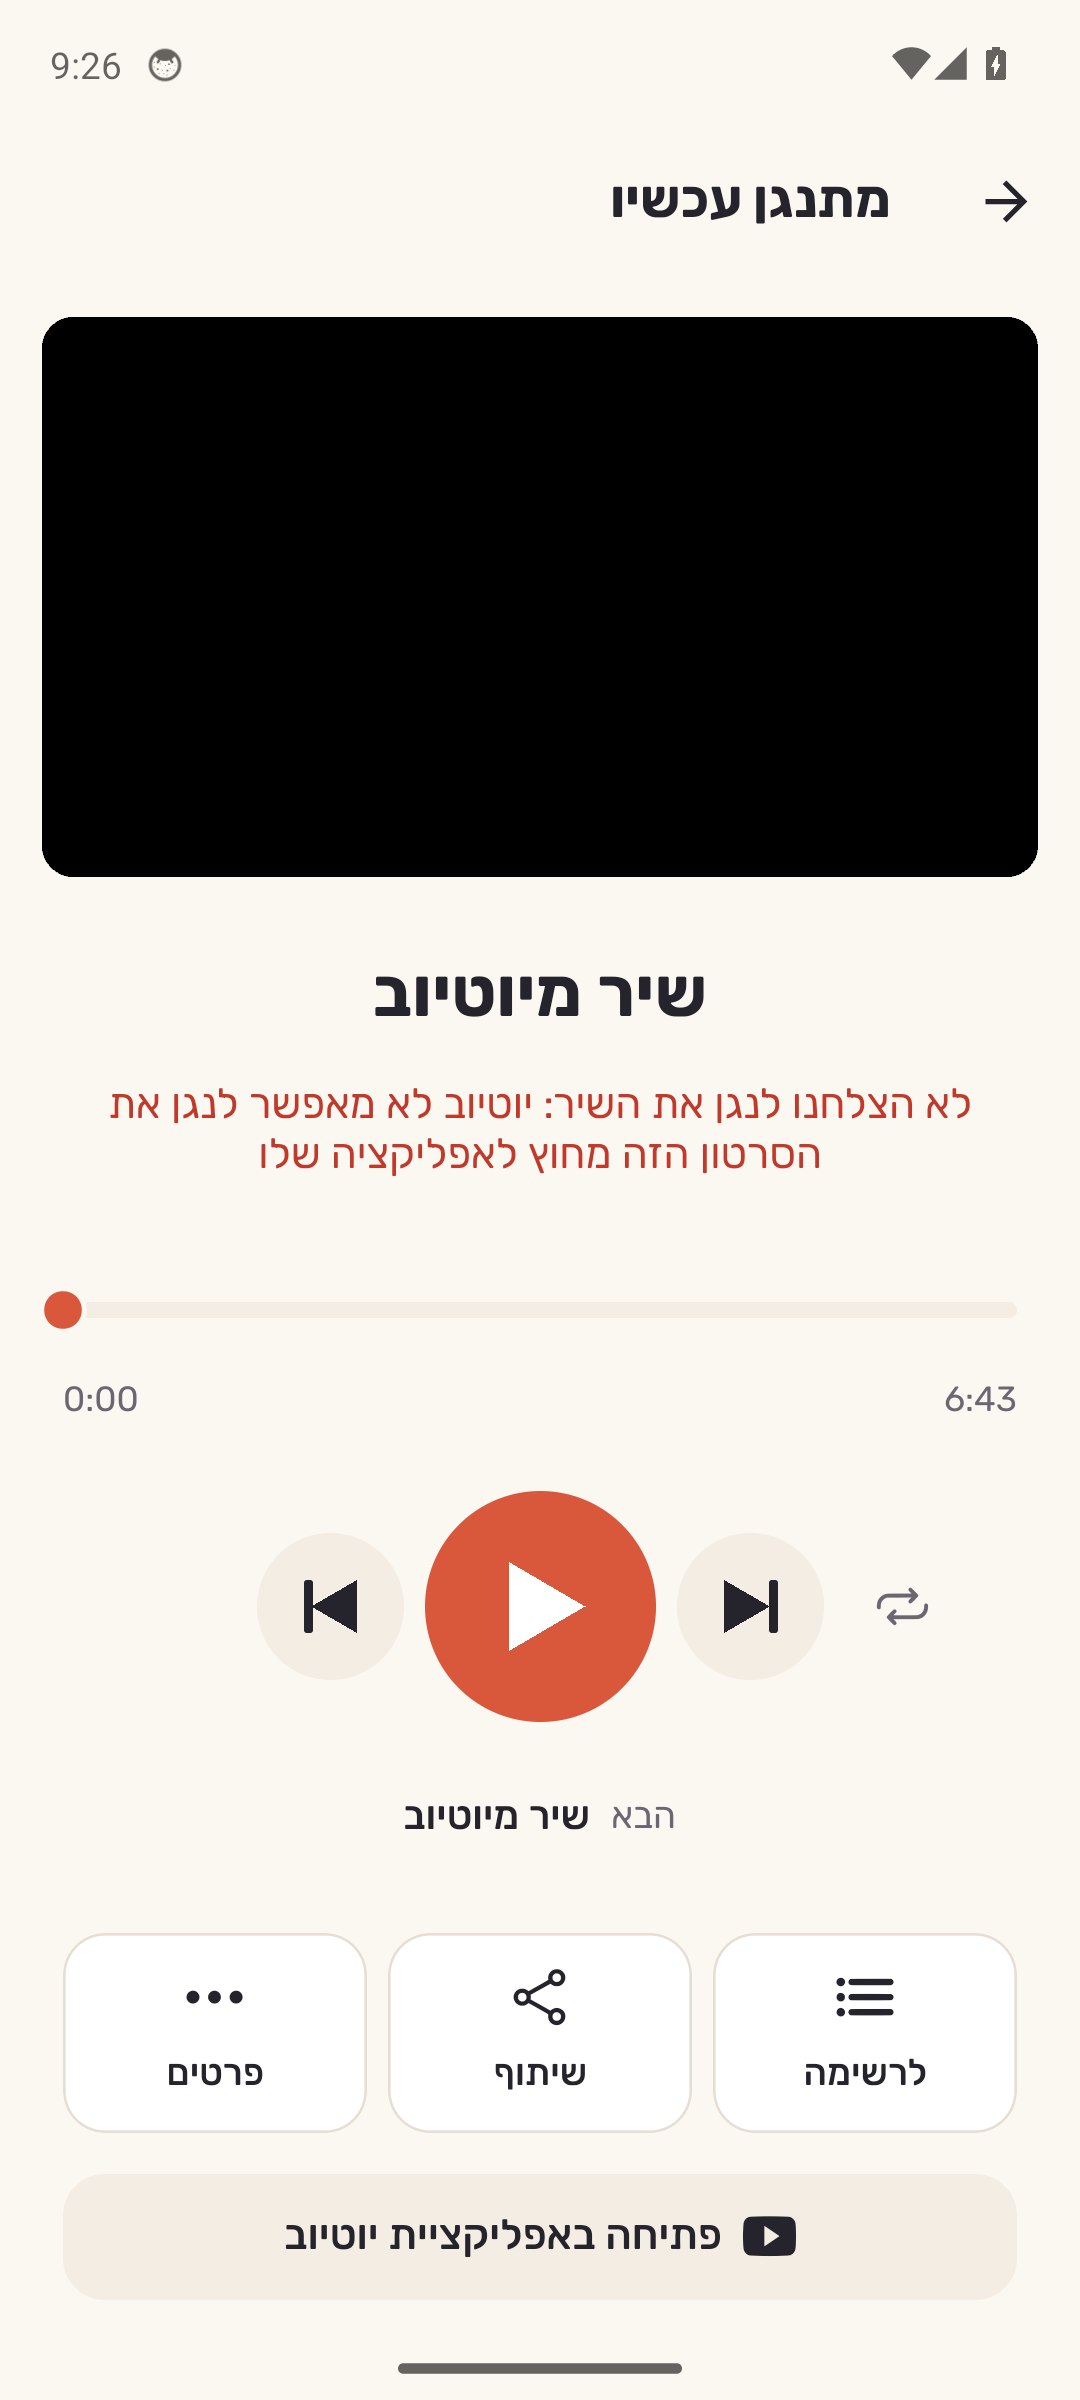 9:26
מתנגן עכשיו
שיר מיוטיוב
לא הצלחנו לנגן את השיר: יוטיוב לא מאפשר לנגן את
הסרטון הזה מחוץ לאפליקציה שלו
0:00 6:43
הבא שיר מיוטיוב
לרשימה שיתוף פרטים
פתיחה באפליקציית יוטיוב